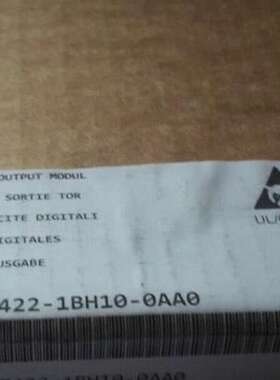 OUTPUT MODUL
SORTIE TOR
CITE DIGITALI
IGITALES
USGABE
422-1BH10-0AA0